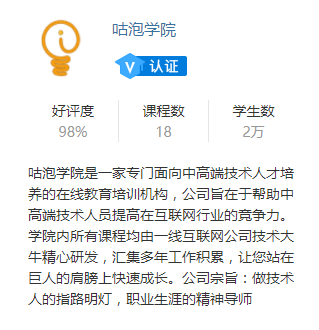 咕泡学院
V 认证
好评度 课程数 学生数
98% 18 2万
咕泡学院是一家专门面向中高端技术人才培
养的在线教育培训机构，公司旨在于帮助中
高端技术人员提高在互联网行业的竞争力。
学院内所有课程均由一线互联网公司技术大
牛精心研发，汇集多年工作积累，让您站在
巨人的肩膀上快速成长。公司宗旨：做技术
人的指路明灯，职业生涯的精神导师